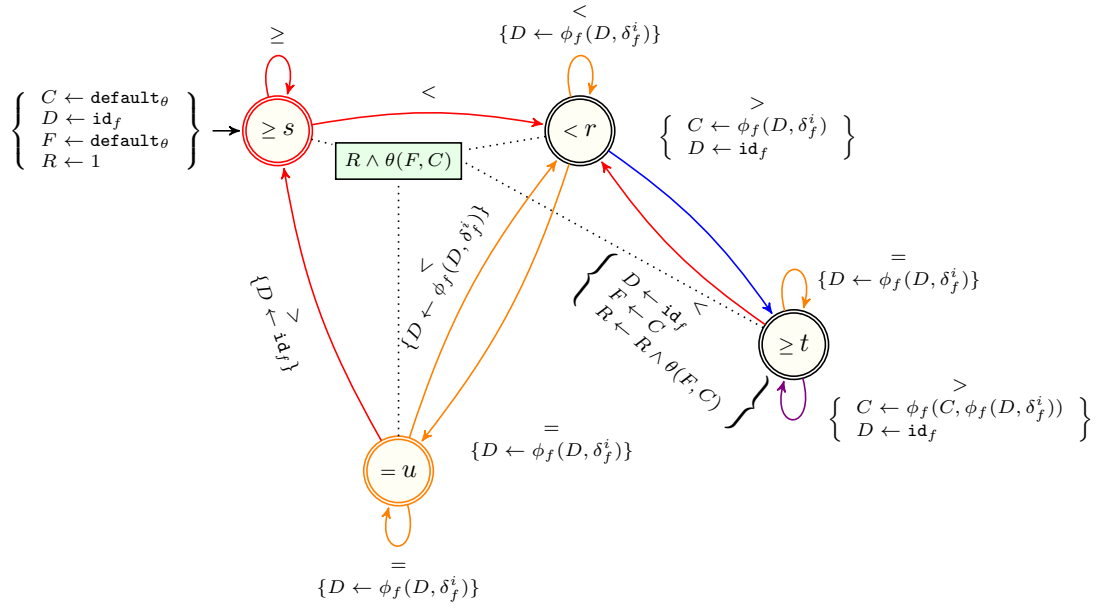 <
{D ← ϕ_f(D, δ_f^i)}
≥
C ← default_θ
D ← id_f
F ← default_θ
R ← 1
≥ s
<
< r
>
C ← ϕ_f(D, δ_f^i)
D ← id_f
R ∧ θ(F, C)
<
{D ← ϕ_f(D, δ_f^i)}
=
{D ← ϕ_f(D, δ_f^i)}
>
{D ← id_f}
<
D ← id_f
F ← C
R ← R ∧ θ(F, C)
≥ t
>
C ← ϕ_f(C, ϕ_f(D, δ_f^i))
D ← id_f
=
{D ← ϕ_f(D, δ_f^i)}
= u
=
{D ← ϕ_f(D, δ_f^i)}